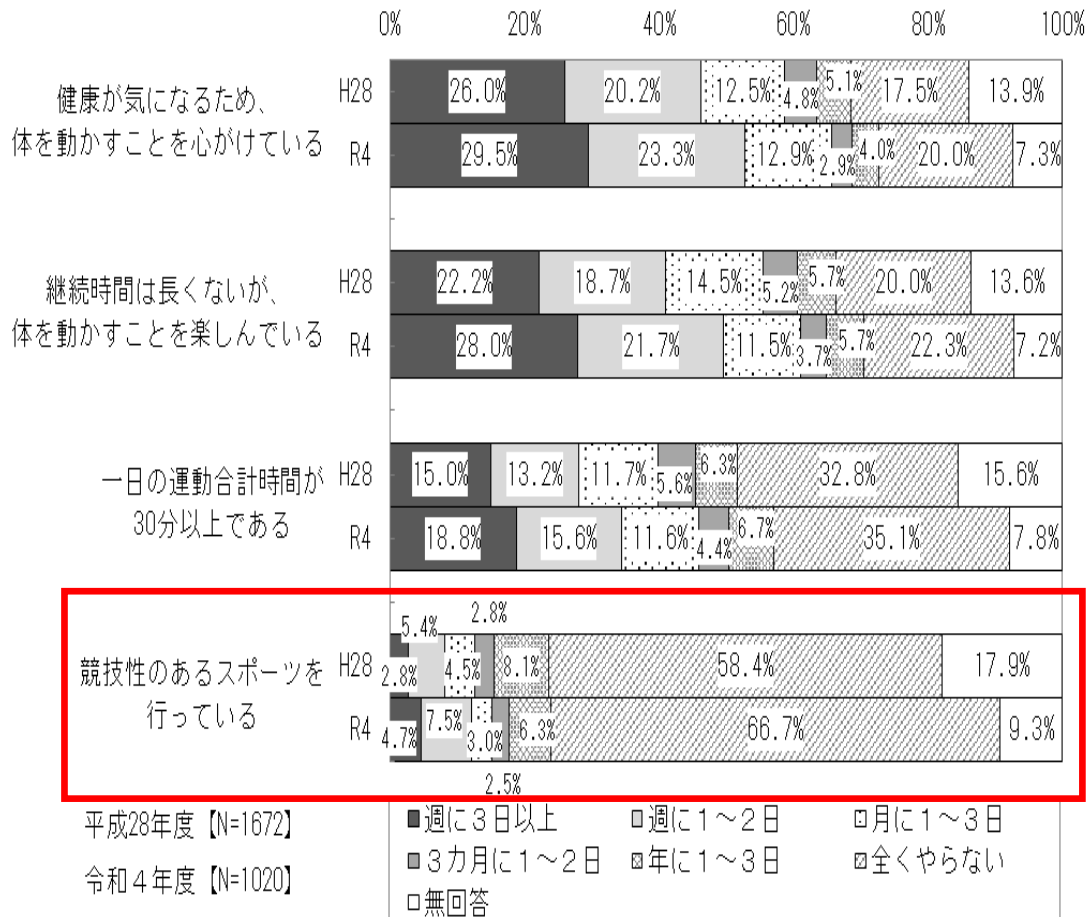 0% 20% 40% 60% 80% 100%
健康が気になるため、
体を動かすことを心がけている
H28 26.0% 20.2% 12.5% 4.8% 5.1% 17.5% 13.9%
R4 29.5% 23.3% 12.9% 2.9% 4.0% 20.0% 7.3%
継続時間は長くないが、
体を動かすことを楽しんでいる
H28 22.2% 18.7% 14.5% 5.2% 5.7% 20.0% 13.6%
R4 28.0% 21.7% 11.5% 3.7% 5.7% 22.3% 7.2%
一日の運動合計時間が
30分以上である
H28 15.0% 13.2% 11.7% 5.6% 6.3% 32.8% 15.6%
R4 18.8% 15.6% 11.6% 4.4% 6.7% 35.1% 7.8%
競技性のあるスポーツを
行っている
H28 2.8% 5.4% 4.5% 2.8% 8.1% 58.4% 17.9%
R4 4.7% 7.5% 3.0% 2.5% 6.3% 66.7% 9.3%
平成28年度【N=1672】
令和４年度【N=1020】
週に３日以上 週に１～２日 月に１～３日
３カ月に１～２日 年に１～３日 全くやらない
無回答